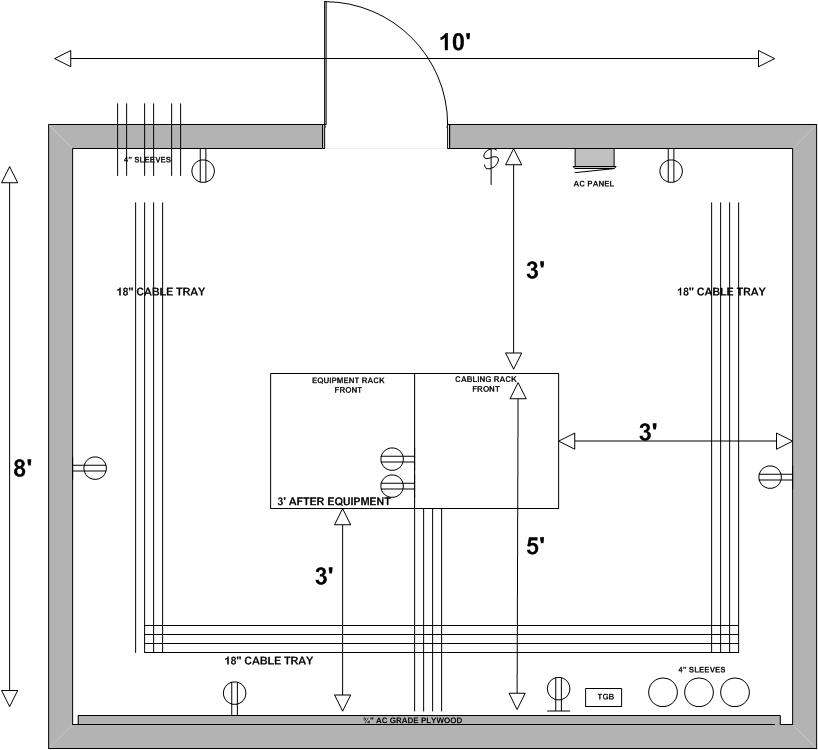 10'
4" SLEEVES
$
AC PANEL
3'
18" CABLE TRAY
18" CABLE TRAY
EQUIPMENT RACK
FRONT
CABLING RACK
FRONT
3'
8'
3' AFTER EQUIPMENT
5'
3'
18" CABLE TRAY
4" SLEEVES
TGB
¾" AC GRADE PLYWOOD